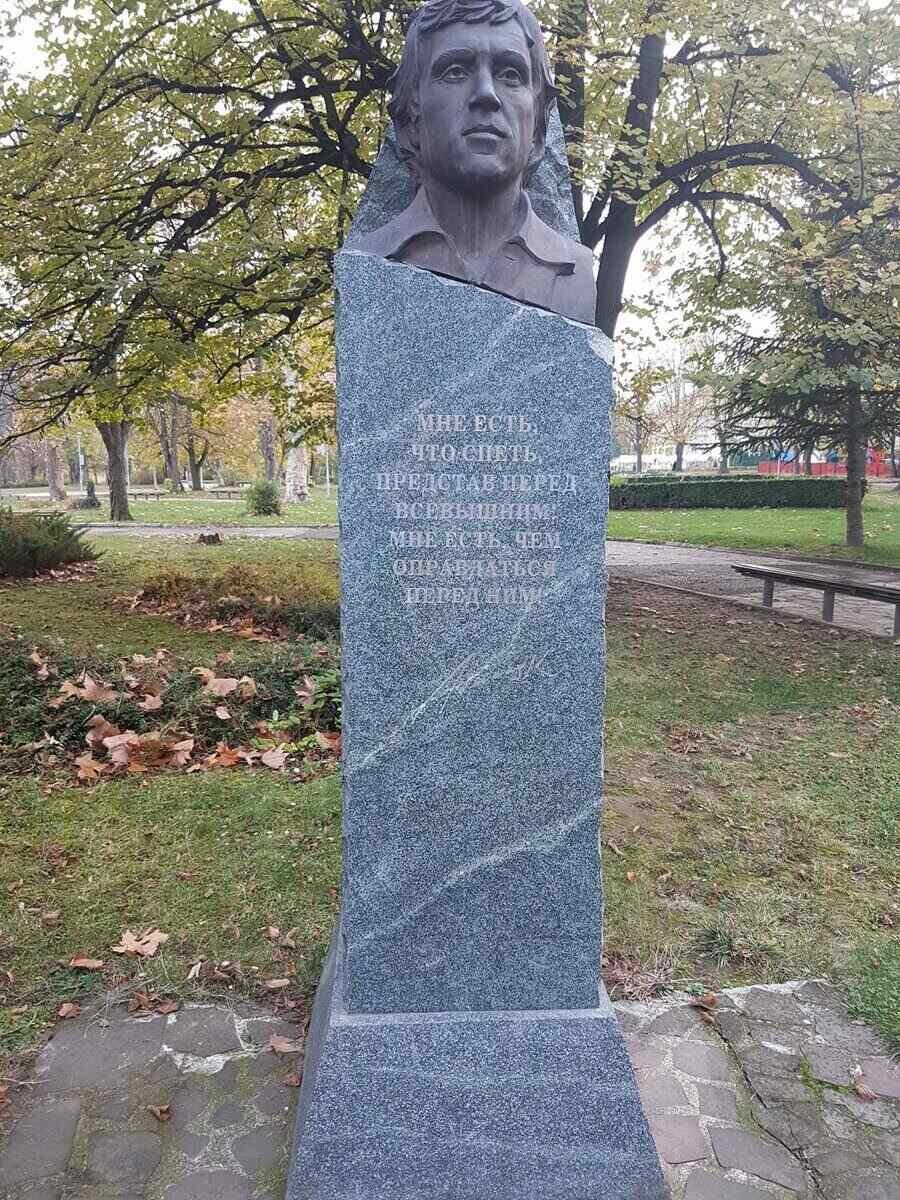 МНЕ ЕСТЬ,
ЧТО СПЕТЬ,
ПРЕДСТАВ ПЕРЕД
ВСЕВЫШНИМ.
МНЕ ЕСТЬ, ЧЕМ
ОПРАВДАТЬСЯ
ПЕРЕД НИМ.